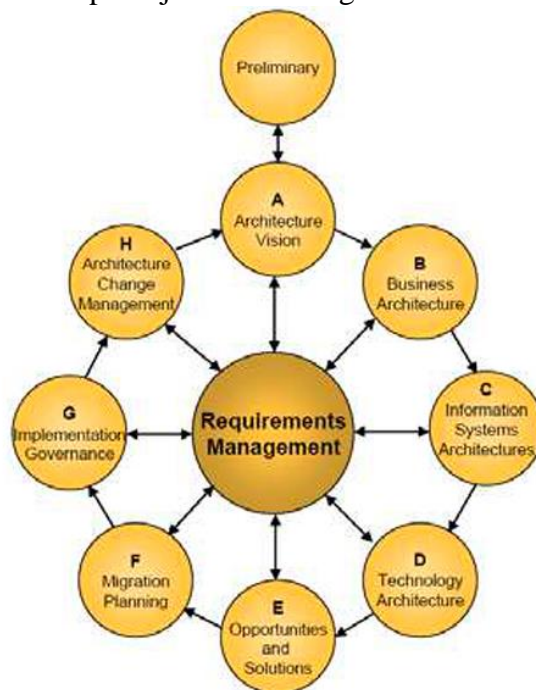 Preliminary
A
Architecture
Vision
H
Architecture
Change
Management
B
Business
Architecture
C
Information
Systems
Architectures
G
Implementation
Governance
Requirements
Management
F
Migration
Planning
D
Technology
Architecture
E
Opportunities
and
Solutions